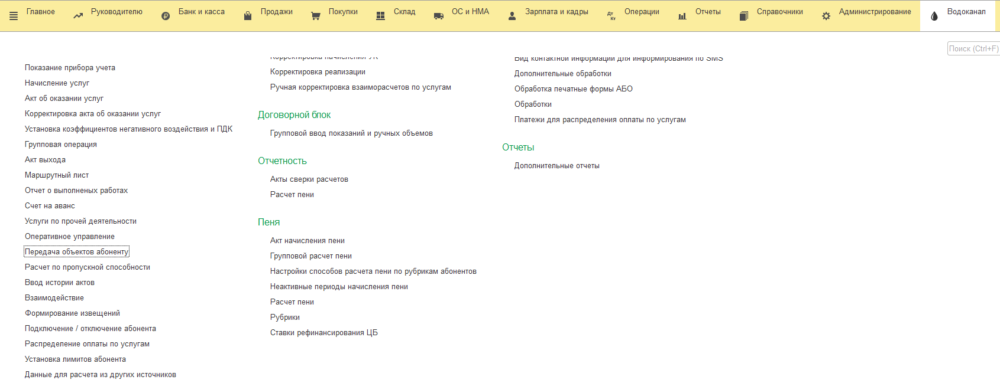 Главное
Руководителю
Банк и касса
Продажи
Покупки
Склад
ОС и НМА
Зарплата и кадры
Дт Кт
Операции
Отчеты
Справочники
Администрирование
Водоканал
Поиск (Ctrl+F)
Показание прибора учета
Начисление услуг
Акт об оказании услуг
Корректировка акта об оказании услуг
Установка коэффициентов негативного воздействия и ПДК
Групповая операция
Акт выхода
Маршрутный лист
Отчет о выполненых работах
Счет на аванс
Услуги по прочей деятельности
Оперативное управление
Передача объектов абоненту
Расчет по пропускной способности
Ввод истории актов
Взаимодействие
Формирование извещений
Подключение / отключение абонента
Распределение оплаты по услугам
Установка лимитов абонента
Данные для расчета из других источников
Корректировка начисления УК
Корректировка реализации
Ручная корректировка взаиморасчетов по услугам
Договорной блок
Групповой ввод показаний и ручных объемов
Отчетность
Акты сверки расчетов
Расчет пени
Пеня
Акт начисления пени
Групповой расчет пени
Настройки способов расчета пени по рубрикам абонентов
Неактивные периоды начисления пени
Расчет пени
Рубрики
Ставки рефинансирования ЦБ
Вид контактной информации для информирования по SMS
Дополнительные обработки
Обработка печатные формы АБО
Обработки
Платежи для распределения оплаты по услугам
Отчеты
Дополнительные отчеты